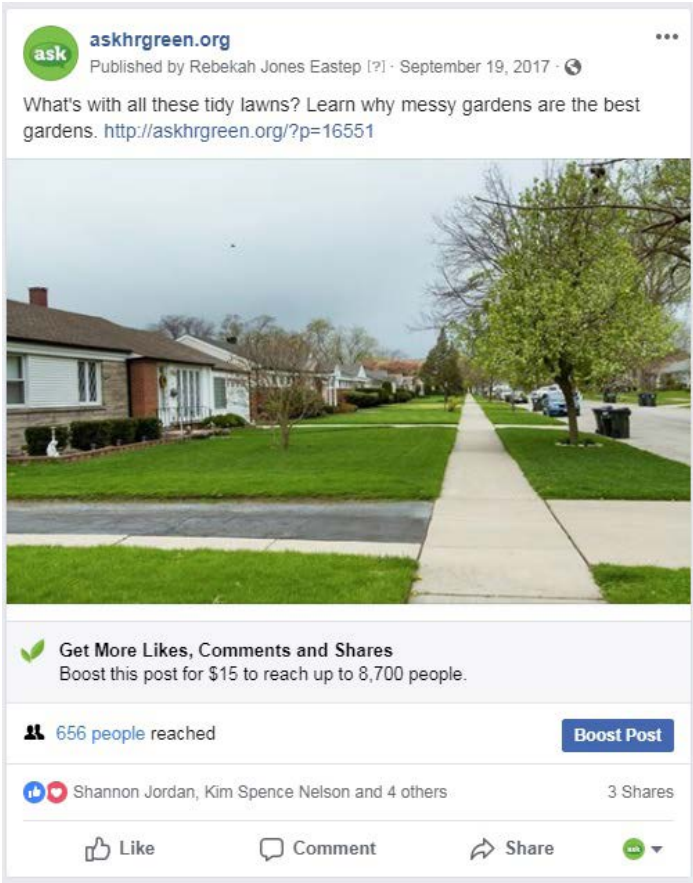 ask
askhrgreen.org
Published by Rebekah Jones Eastep [?] · September 19, 2017 ·
What's with all these tidy lawns? Learn why messy gardens are the best
gardens. http://askhrgreen.org/?p=16551
Get More Likes, Comments and Shares
Boost this post for $15 to reach up to 8,700 people.
656 people reached
Boost Post
Shannon Jordan, Kim Spence Nelson and 4 others
3 Shares
Like
Comment
Share
ask